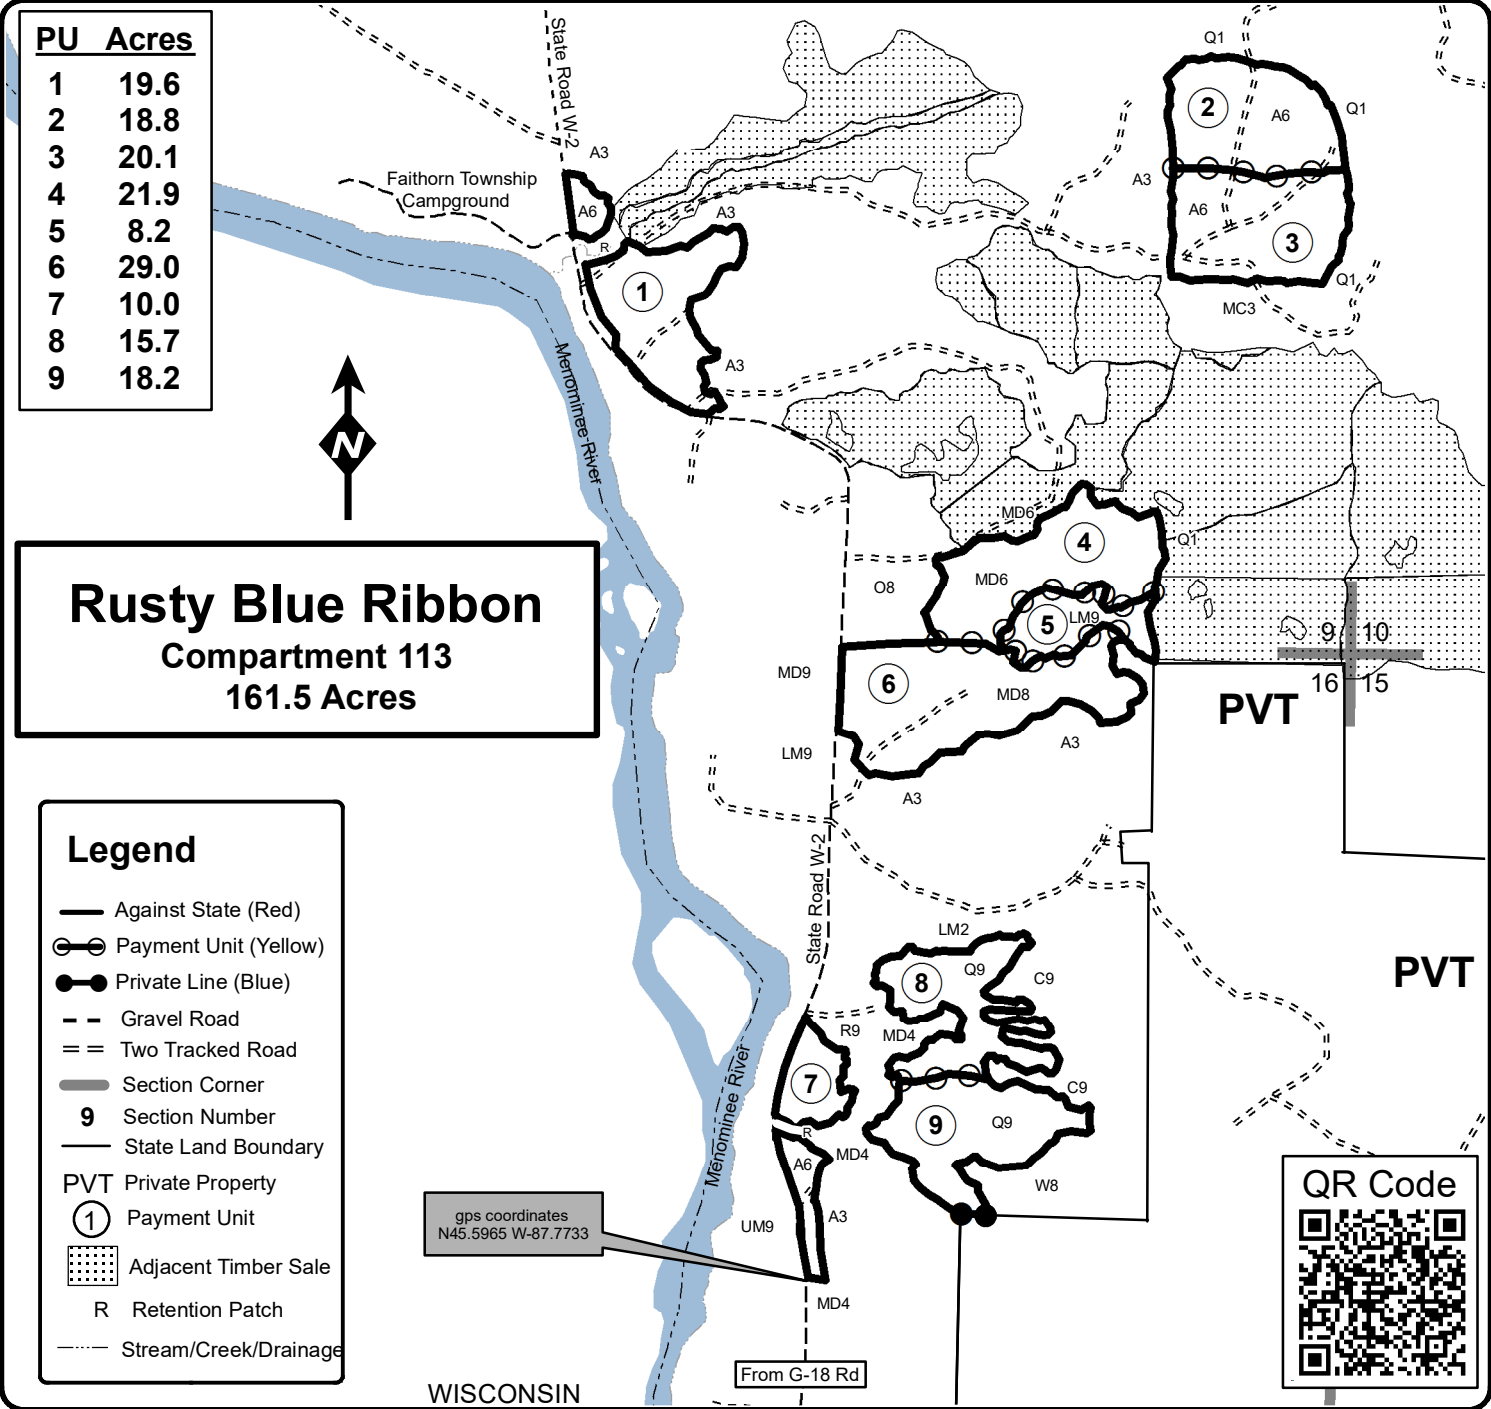 PU Acres
1 19.6
2 18.8
3 20.1
4 21.9
5 8.2
6 29.0
7 10.0
8 15.7
9 18.2
State Road W-2
Faithorn Township
Campground
A3
A6
R
A3
1
A3
Q1
2
A6
Q1
A3
A6
3
Q1
MC3
Menominee River
N
Rusty Blue Ribbon
Compartment 113
161.5 Acres
MD6
4
Q1
O8
MD6
5
LM9
MD9
6
MD8
LM9
A3
A3
9 10
16 15
PVT
PVT
State Road W-2
LM2
8
Q9
C9
R9
MD4
7
C9
9
Q9
R
MD4
A6
W8
UM9
A3
MD4
Menominee River
gps coordinates
N45.5965 W-87.7733
From G-18 Rd
WISCONSIN
Legend
Against State (Red)
Payment Unit (Yellow)
Private Line (Blue)
Gravel Road
Two Tracked Road
Section Corner
9 Section Number
State Land Boundary
PVT Private Property
1 Payment Unit
Adjacent Timber Sale
R Retention Patch
Stream/Creek/Drainage
QR Code